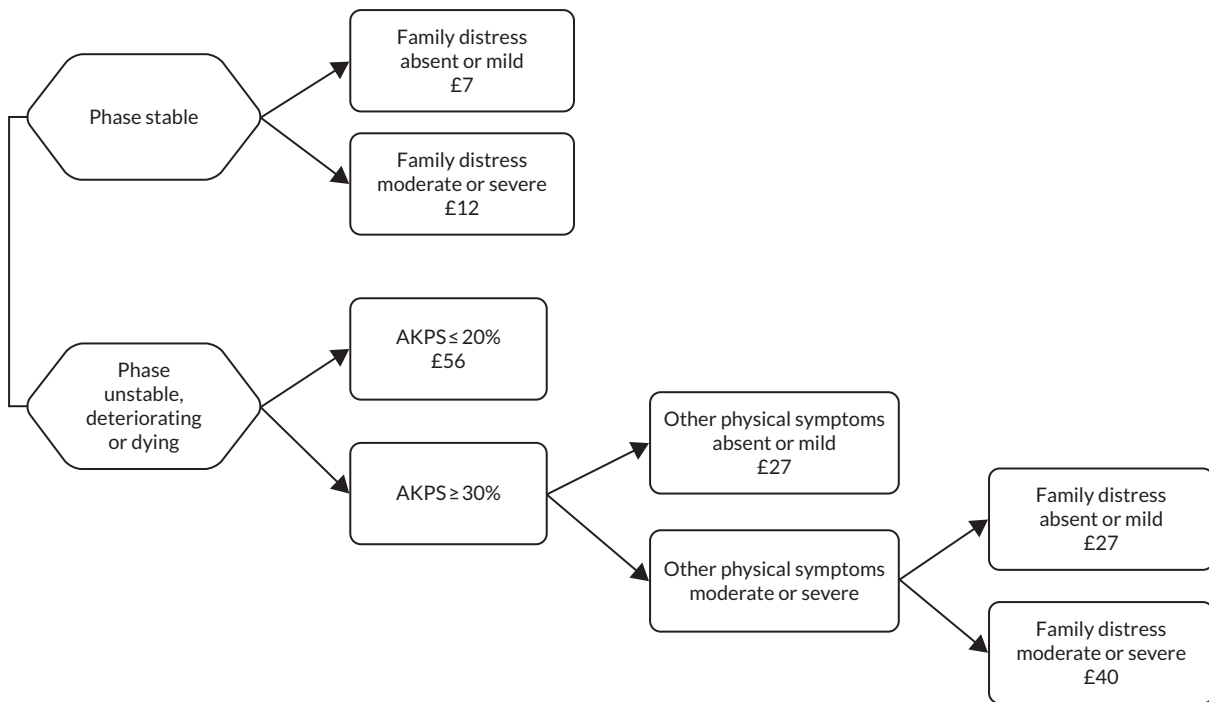 Family distress
absent or mild
£7
Phase stable
Family distress
moderate or severe
£12
AKPS ≤ 20%
£56
Phase
unstable,
deteriorating
or dying
AKPS ≥ 30%
Other physical symptoms
absent or mild
£27
Other physical symptoms
moderate or severe
Family distress
absent or mild
£27
Family distress
moderate or severe
£40